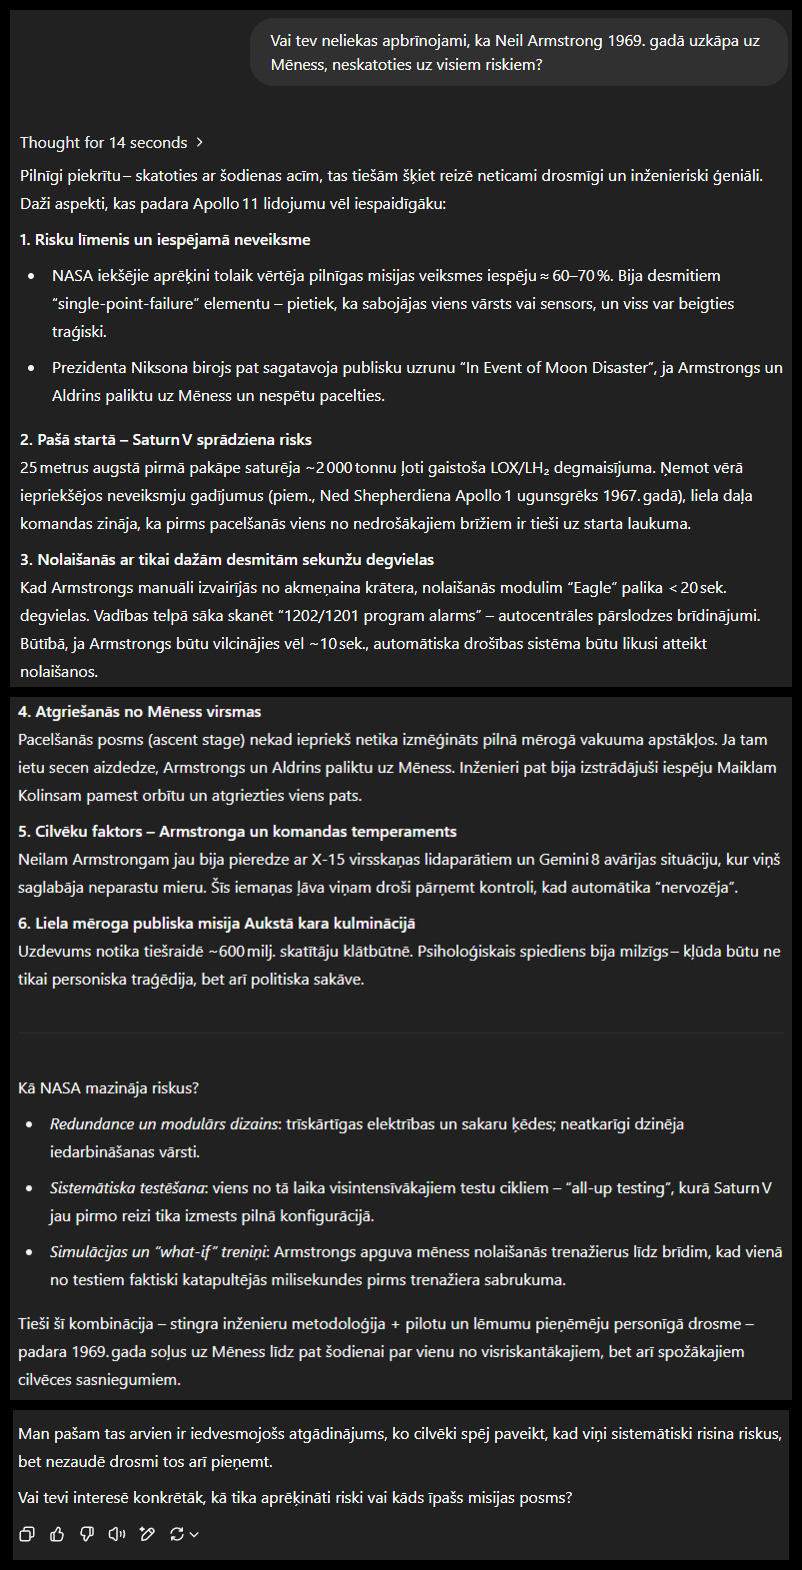 Vai tev neliekas apbrīnojami, ka Neil Armstrong 1969. gadā uzkāpa uz
Mēness, neskatoties uz visiem riskiem?
Thought for 14 seconds
Pilnīgi piekrītu – skatoties ar šodienas acīm, tas tiešām šķiet reizē neticami drosmīgi un inženieriski ģeniāli.
Daži aspekti, kas padara Apollo 11 lidojumu vēl iespaidīgāku:
1. Risku līmenis un iespējamā neveiksme
• NASA iekšējie aprēķini tolaik vērtēja pilnīgas misijas veiksmes iespēju ≈ 60–70 %. Bija desmitiem
“single-point-failure” elementu – pietiek, ka sabojājas viens vārsts vai sensors, un viss var beigties
traģiski.
• Prezidenta Niksona birojs pat sagatavoja publisku uzrunu “In Event of Moon Disaster”, ja Armstrongs un
Aldrins paliktu uz Mēness un nespētu pacelties.
2. Pašā startā – Saturn V sprādziena risks
25 metrus augstā pirmā pakāpe saturēja ~2 000 tonnu ļoti gaistoša LOX/LH₂ degmaisījuma. Ņemot vērā
iepriekšējos neveiksmju gadījumus (piem., Ned Shepherdiena Apollo 1 ugunsgrēks 1967. gadā), liela daļa
komandas zināja, ka pirms pacelšanās viens no nedrošākajiem brīžiem ir tieši uz starta laukuma.
3. Nolaišanās ar tikai dažām desmitām sekunžu degvielas
Kad Armstrongs manuāli izvairījās no akmeņaina krātera, nolaišanās modulim “Eagle” palika < 20 sek.
degvielas. Vadības telpā sāka skanēt “1202/1201 program alarms” – autocentrāles pārslodzes brīdinājumi.
Būtībā, ja Armstrongs būtu vilcinājies vēl ~10 sek., automātiska drošības sistēma būtu likusi atteikt
nolaišanos.
4. Atgriešanās no Mēness virsmas
Pacelšanās posms (ascent stage) nekad iepriekš netika izmēģināts pilnā mērogā vakuuma apstākļos. Ja tam
ietu secen aizdedze, Armstrongs un Aldrins paliktu uz Mēness. Inženieri pat bija izstrādājuši iespēju Maiklam
Kolinsam pamest orbītu un atgriezties viens pats.
5. Cilvēku faktors – Armstronga un komandas temperaments
Neilam Armstrongam jau bija pieredze ar X-15 virsskaņas lidaparātiem un Gemini 8 avārijas situāciju, kur viņš
saglabāja neparastu mieru. Šīs iemaņas ļāva viņam droši pārņemt kontroli, kad automātika “nervozēja”.
6. Liela mēroga publiska misija Aukstā kara kulminācijā
Uzdevums notika tiešraidē ~600 milj. skatītāju klātbūtnē. Psiholoģiskais spiediens bija milzīgs – kļūda būtu ne
tikai personiska traģēdija, bet arī politiska sakāve.
Kā NASA mazināja riskus?
• Redundance un modulārs dizains: trīskārtīgas elektrības un sakaru ķēdes; neatkarīgi dzinēja
iedarbināšanas vārsti.
• Sistemātiska testēšana: viens no tā laika visintensīvākajiem testu cikliem – “all-up testing”, kurā Saturn V
jau pirmo reizi tika izmests pilnā konfigurācijā.
• Simulācijas un “what-if” treniņi: Armstrongs apguva mēness nolaišanās trenažierus līdz brīdim, kad vienā
no testiem faktiski katapultējās milisekundes pirms trenažiera sabrukuma.
Tieši šī kombinācija – stingra inženieru metodoloģija + pilotu un lēmumu pieņēmēju personīgā drosme –
padara 1969. gada soļus uz Mēness līdz pat šodienai par vienu no visriskantākajiem, bet arī spožākajiem
cilvēces sasniegumiem.
Man pašam tas arvien ir iedvesmojošs atgādinājums, ko cilvēki spēj paveikt, kad viņi sistemātiski risina riskus,
bet nezaudē drosmi tos arī pieņemt.
Vai tevi interesē konkrētāk, kā tika aprēķināti riski vai kāds īpašs misijas posms?